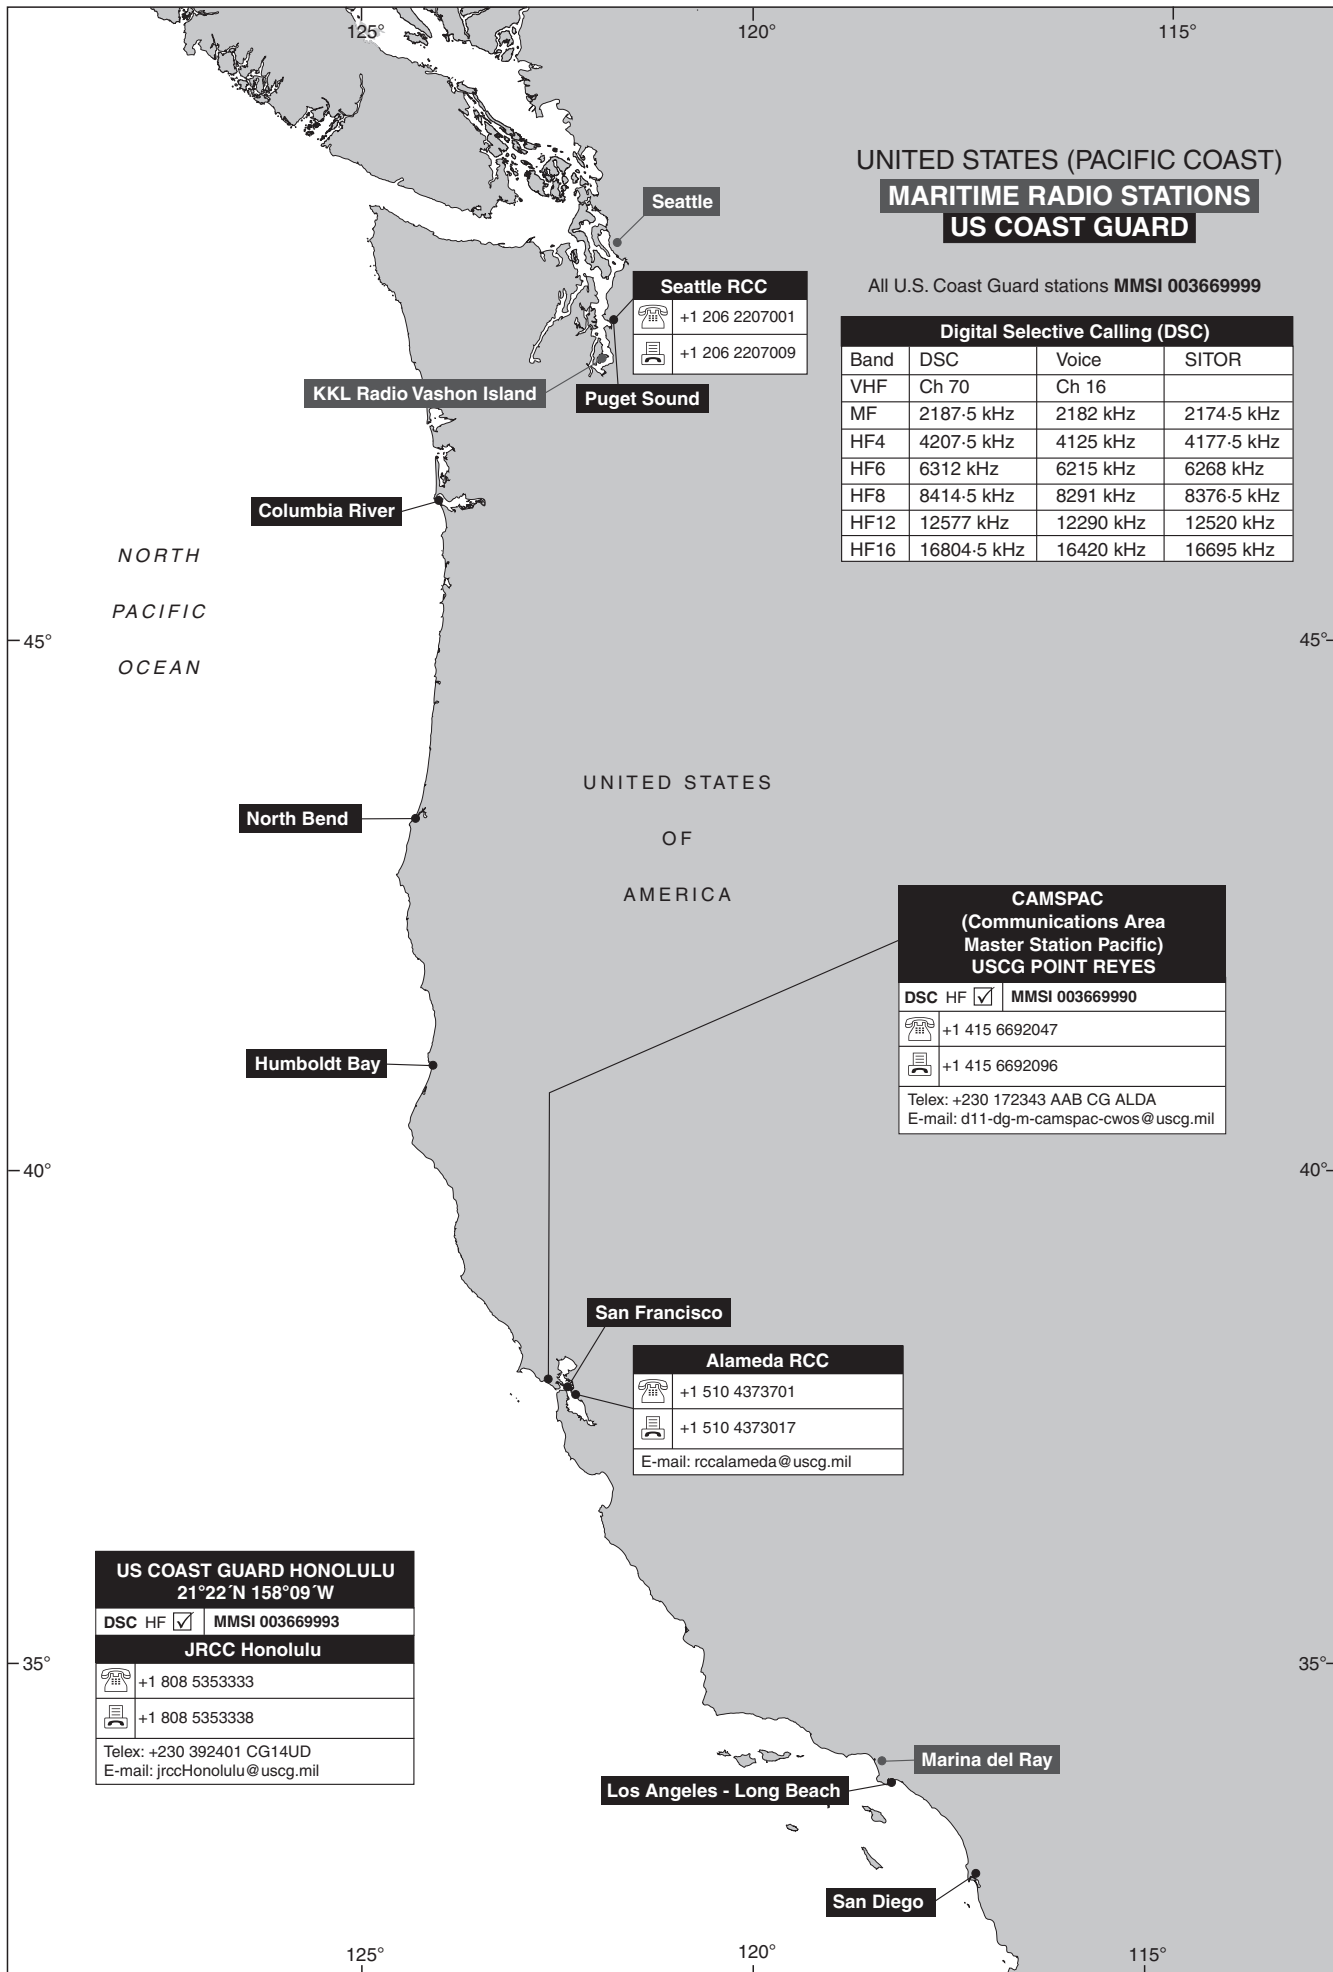 125°
120°
115°
UNITED STATES (PACIFIC COAST)
MARITIME RADIO STATIONS
US COAST GUARD
All U.S. Coast Guard stations MMSI 003669999
Digital Selective Calling (DSC)
Band DSC Voice SITOR
VHF Ch 70 Ch 16
MF 2187·5 kHz 2182 kHz 2174·5 kHz
HF4 4207·5 kHz 4125 kHz 4177·5 kHz
HF6 6312 kHz 6215 kHz 6268 kHz
HF8 8414·5 kHz 8291 kHz 8376·5 kHz
HF12 12577 kHz 12290 kHz 12520 kHz
HF16 16804·5 kHz 16420 kHz 16695 kHz
Seattle
Seattle RCC
+1 206 2207001
+1 206 2207009
KKL Radio Vashon Island
Puget Sound
Columbia River
NORTH
PACIFIC
OCEAN
45°
45°
North Bend
UNITED STATES
OF
AMERICA
CAMSPAC
(Communications Area
Master Station Pacific)
USCG POINT REYES
DSC HF MMSI 003669990
+1 415 6692047
+1 415 6692096
Telex: +230 172343 AAB CG ALDA
E-mail: d11-dg-m-camspac-cwos@uscg.mil
Humboldt Bay
40°
40°
San Francisco
Alameda RCC
+1 510 4373701
+1 510 4373017
E-mail: rccalameda@uscg.mil
US COAST GUARD HONOLULU
21°22´N 158°09´W
DSC HF MMSI 003669993
JRCC Honolulu
+1 808 5353333
+1 808 5353338
Telex: +230 392401 CG14UD
E-mail: jrccHonolulu@uscg.mil
35°
35°
Marina del Ray
Los Angeles - Long Beach
San Diego
125°
120°
115°